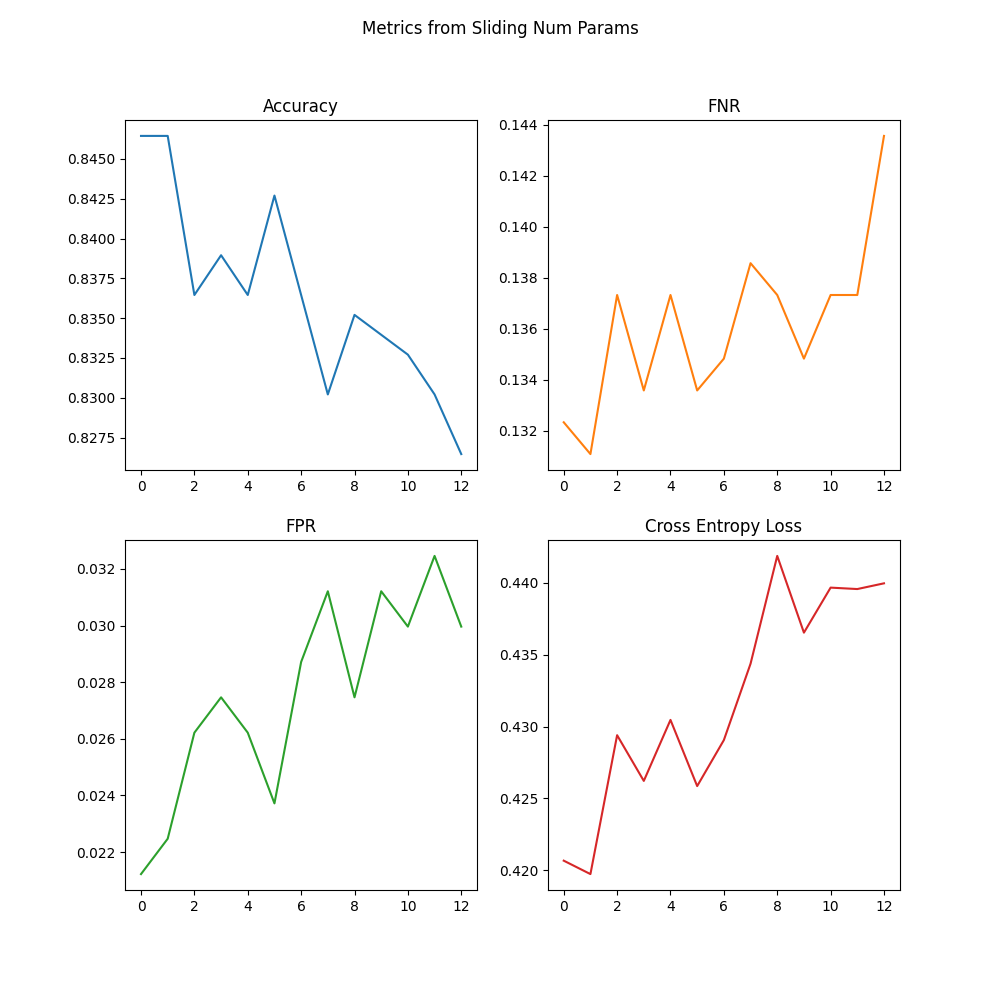 Metrics from Sliding Num Params
Accuracy
0.8450
0.8425
0.8400
0.8375
0.8350
0.8325
0.8300
0.8275
0 2 4 6 8 10 12
FNR
0.144
0.142
0.140
0.138
0.136
0.134
0.132
0 2 4 6 8 10 12
FPR
0.032
0.030
0.028
0.026
0.024
0.022
0 2 4 6 8 10 12
Cross Entropy Loss
0.440
0.435
0.430
0.425
0.420
0 2 4 6 8 10 12